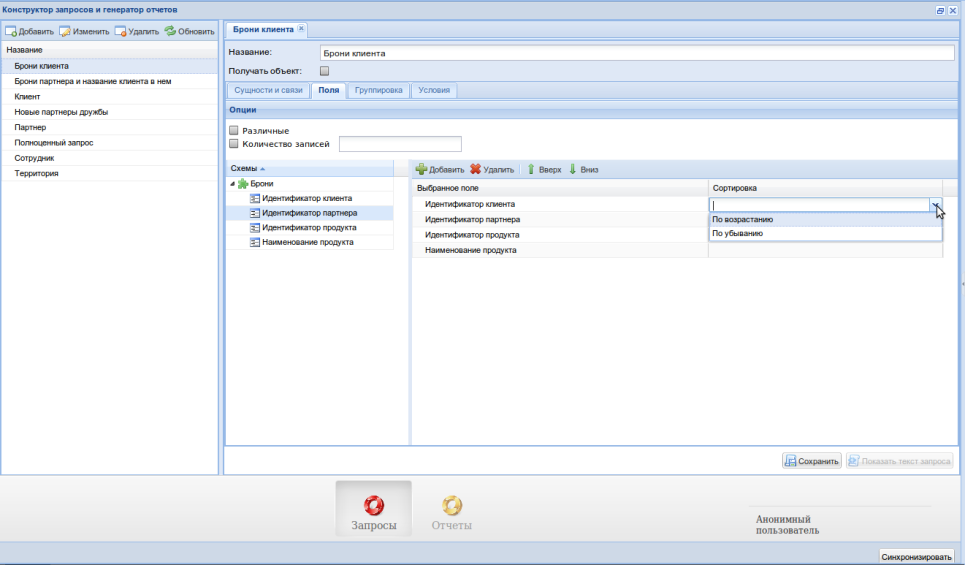 Конструктор запросов и генератор отчетов
Добавить Изменить Удалить Обновить
Название
Брони клиента
Брони партнера и название клиента в нем
Клиент
Новые партнеры дружбы
Партнер
Полноценный запрос
Сотрудник
Территория
Брони клиента
Название: Брони клиента
Получать объект:
Сущности и связи Поля Группировка Условия
Опции
Различные
Количество записей
Схемы
Брони
Идентификатор клиента
Идентификатор партнера
Идентификатор продукта
Наименование продукта
Добавить Удалить Вверх Вниз
Выбранное поле Сортировка
Идентификатор клиента
Идентификатор партнера По возрастанию
Идентификатор продукта По убыванию
Наименование продукта
Сохранить Показать текст запроса
Запросы Отчеты
Анонимный
пользователь
Синхронизировать